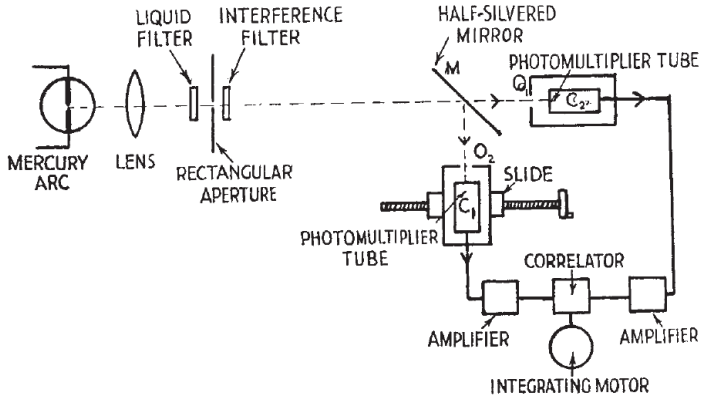 LIQUID
FILTER
INTERFERENCE
FILTER
HALF-SILVERED
MIRROR
M
PHOTOMULTIPLIER TUBE
O1
C2
MERCURY
ARC
LENS
RECTANGULAR
APERTURE
O2
SLIDE
C1
PHOTOMULTIPLIER
TUBE
CORRELATOR
AMPLIFIER
AMPLIFIER
INTEGRATING MOTOR